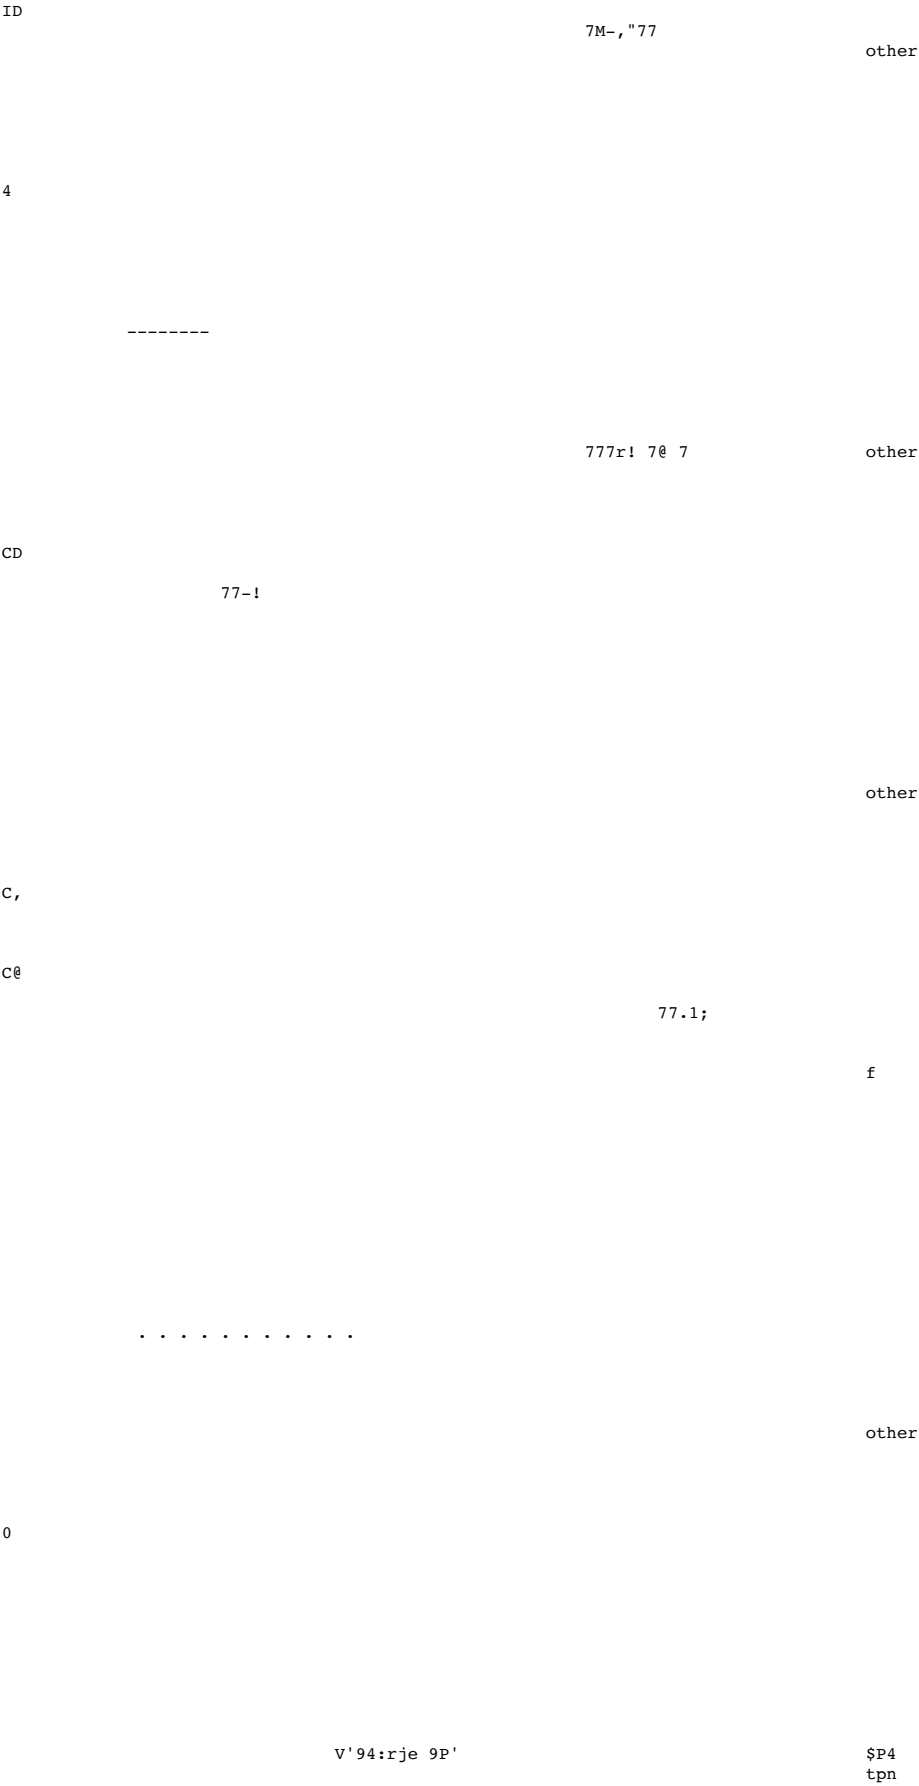 ID
7M-,"77
other
4
--------
777r! 7@ 7 other
CD
77-!
other
C,
C@
77.1;
f
. . . . . . . . . . .
other
0
V'94:rje 9P' $P4
tpn